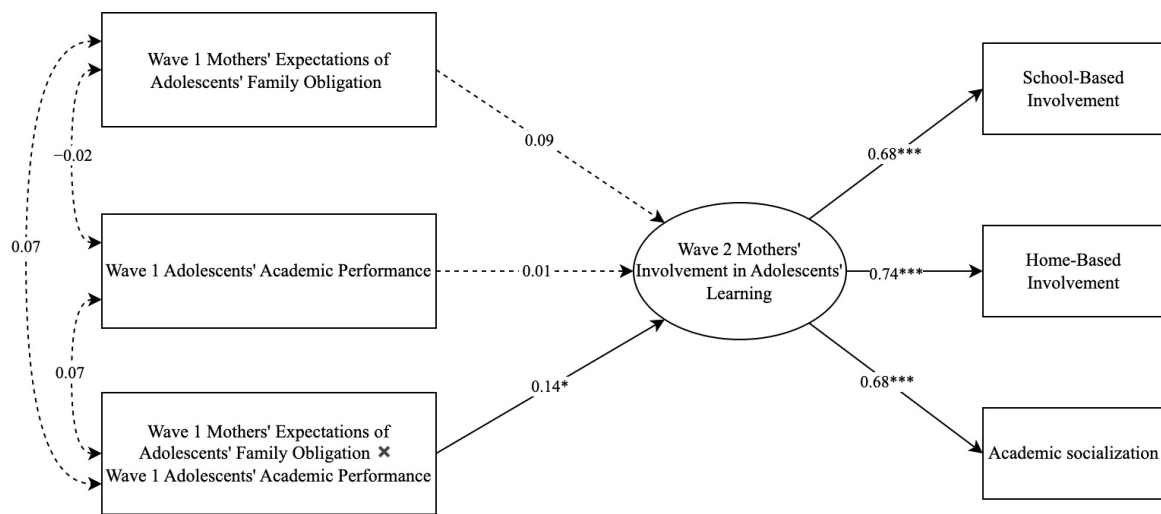 Wave 1 Mothers' Expectations of
Adolescents' Family Obligation
−0.02
0.07
Wave 1 Adolescents' Academic Performance
0.07
Wave 1 Mothers' Expectations of
Adolescents' Family Obligation ✖
Wave 1 Adolescents' Academic Performance
0.09
0.01
0.14*
Wave 2 Mothers'
Involvement in Adolescents'
Learning
0.68***
0.74***
0.68***
School-Based
Involvement
Home-Based
Involvement
Academic socialization